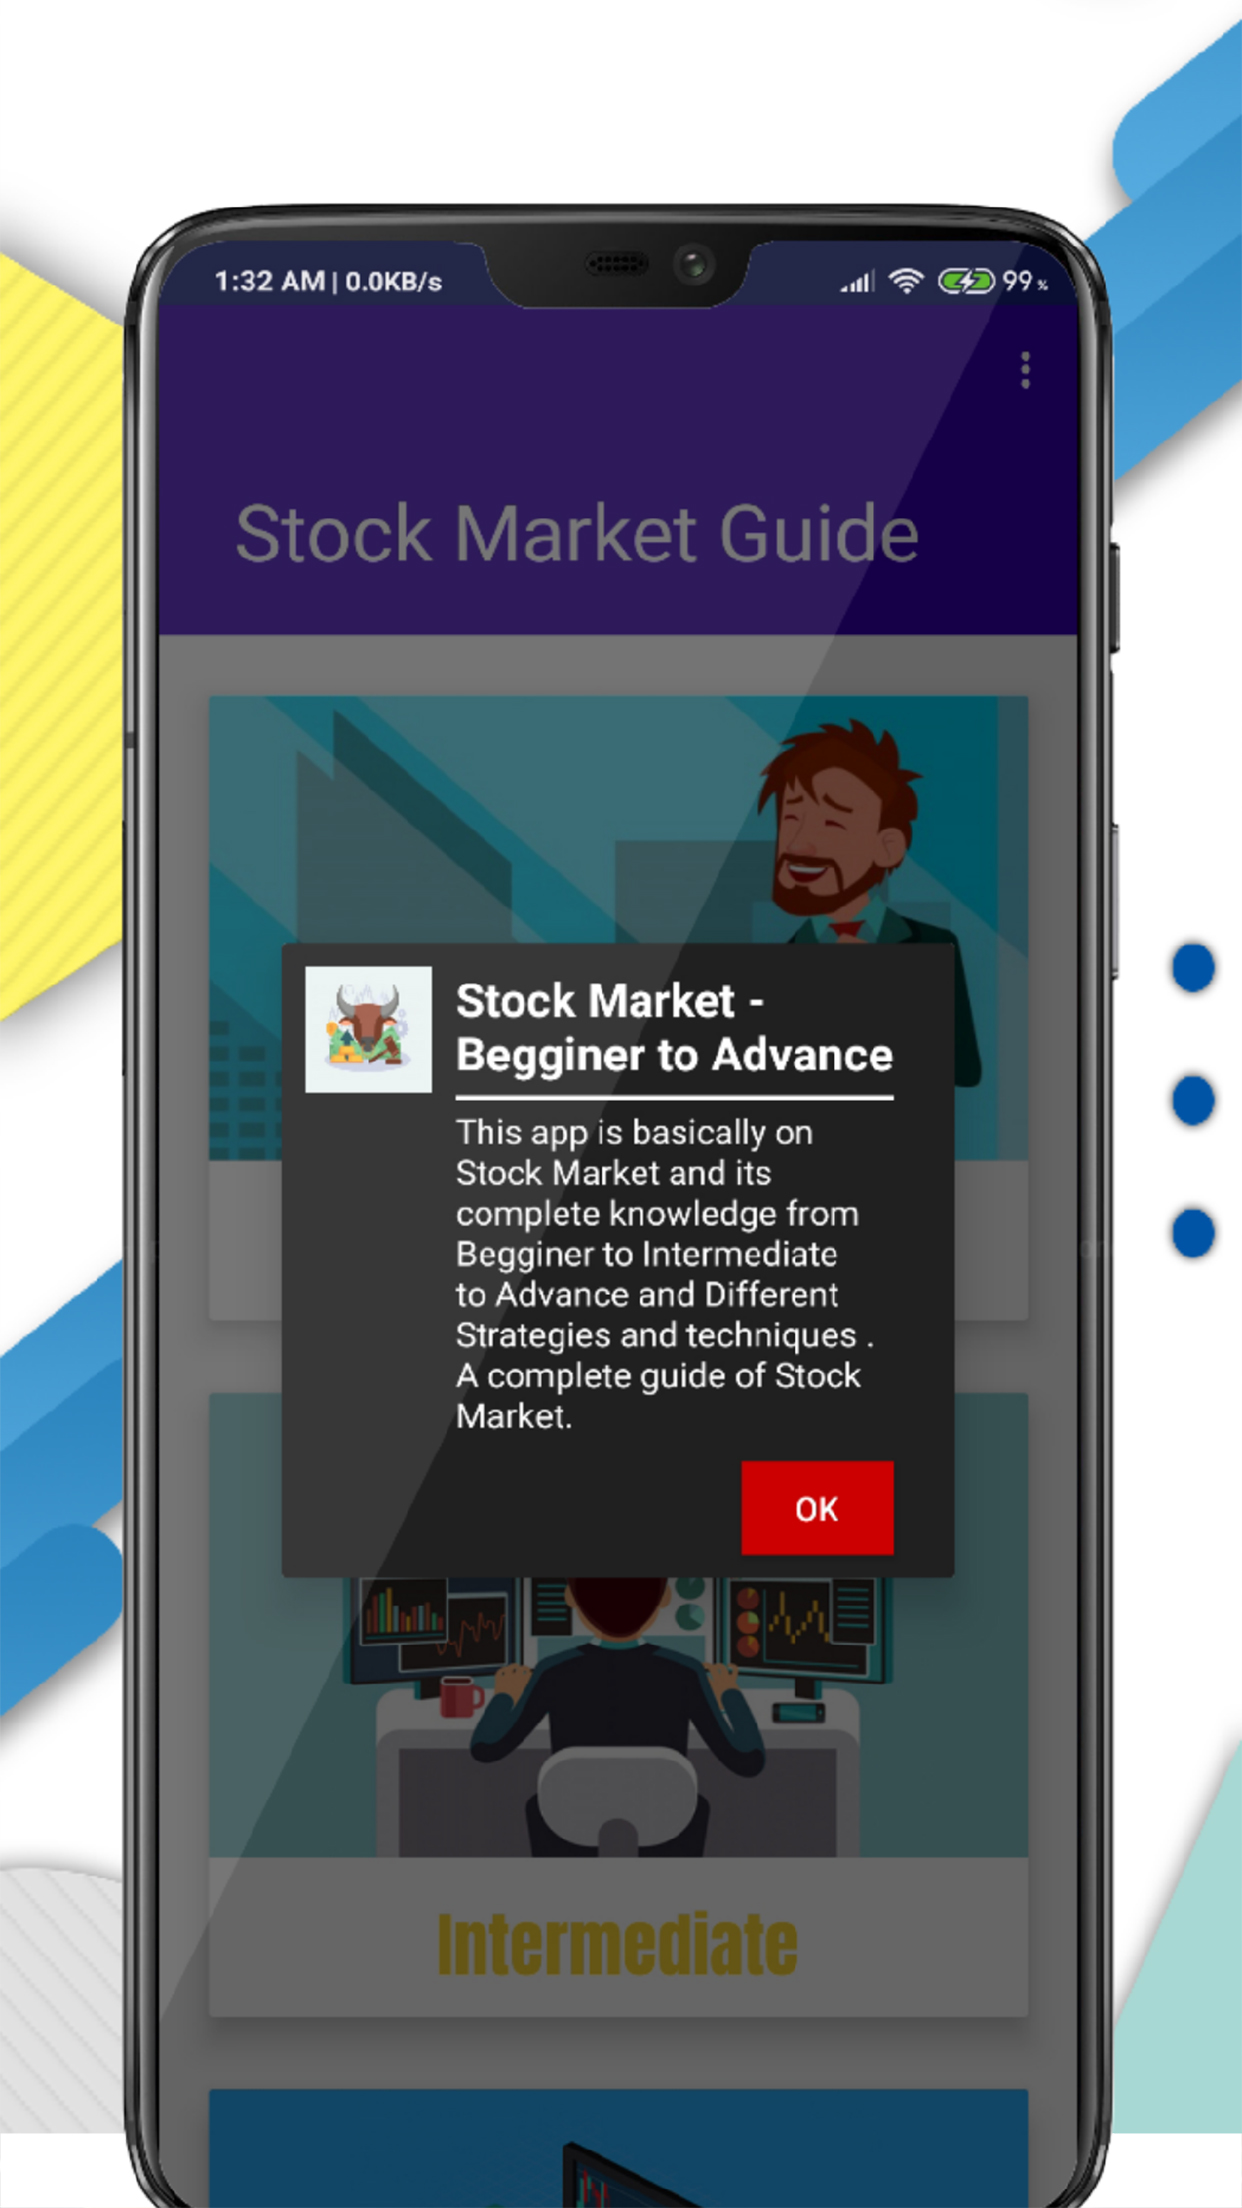 1:32 AM | 0.0KB/s
99%
Stock Market Guide
Stock Market -
Begginer to Advance
This app is basically on
Stock Market and its
complete knowledge from
Begginer to Intermediate
to Advance and Different
Strategies and techniques .
A complete guide of Stock
Market.
OK
Intermediate